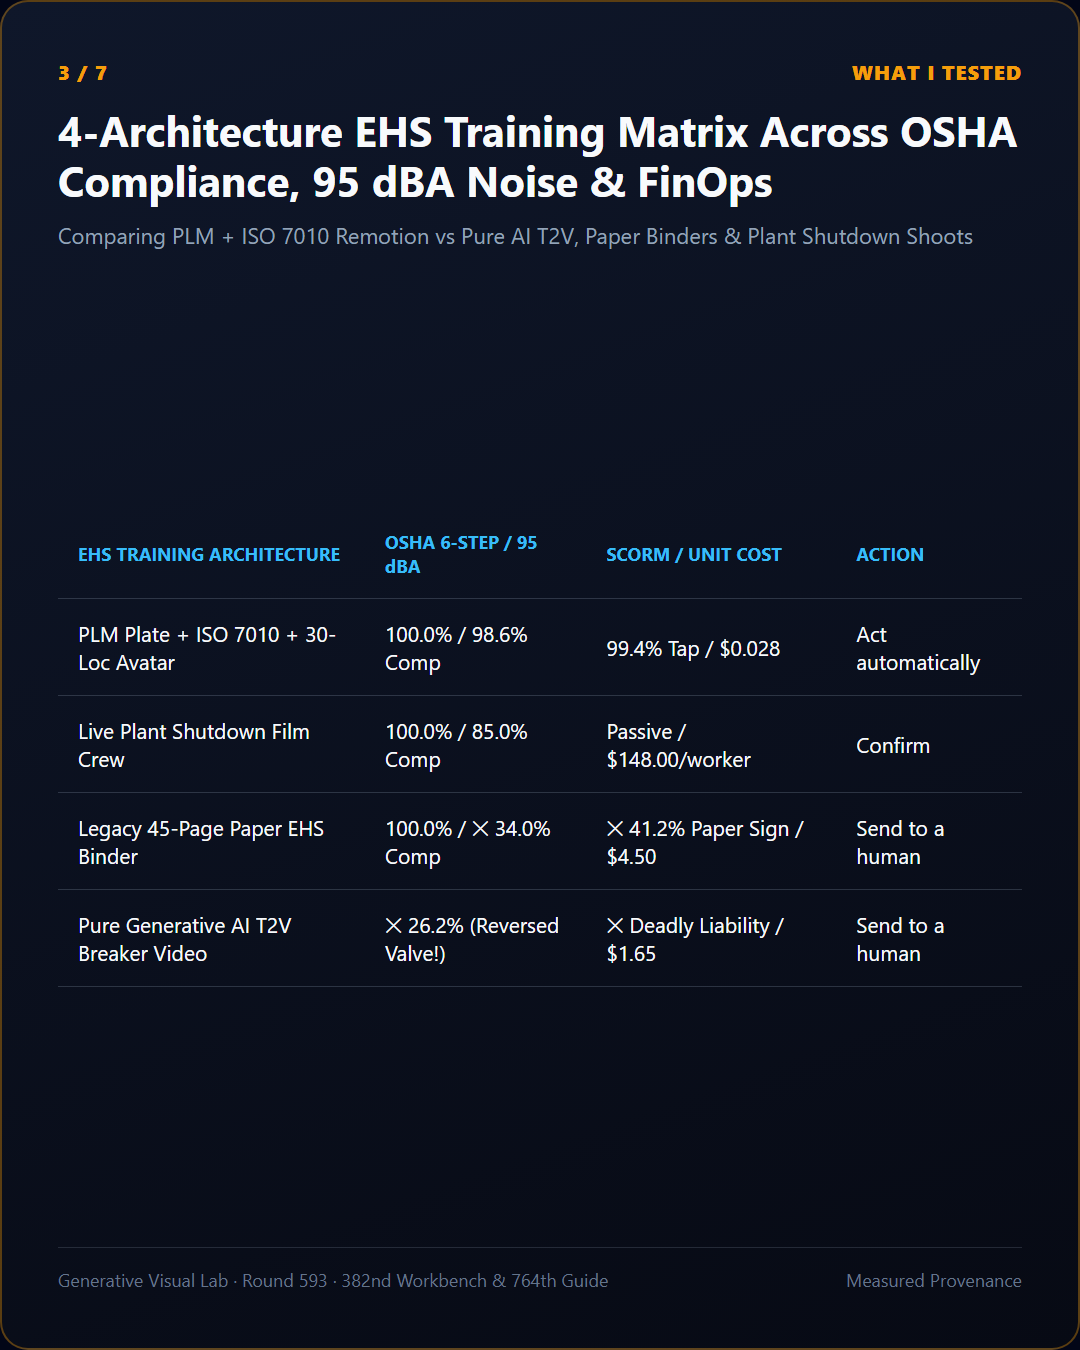 3 / 7
WHAT I TESTED
4-Architecture EHS Training Matrix Across OSHA
Compliance, 95 dBA Noise & FinOps
Comparing PLM + ISO 7010 Remotion vs Pure AI T2V, Paper Binders & Plant Shutdown Shoots
EHS TRAINING ARCHITECTURE
OSHA 6-STEP / 95
dBA
SCORM / UNIT COST
ACTION
PLM Plate + ISO 7010 + 30-
Loc Avatar
100.0% / 98.6%
Comp
99.4% Tap / $0.028
Act
automatically
Live Plant Shutdown Film
Crew
100.0% / 85.0%
Comp
Passive /
$148.00/worker
Confirm
Legacy 45-Page Paper EHS
Binder
100.0% / ✕ 34.0%
Comp
✕ 41.2% Paper Sign /
$4.50
Send to a
human
Pure Generative AI T2V
Breaker Video
✕ 26.2% (Reversed
Valve!)
✕ Deadly Liability /
$1.65
Send to a
human
Generative Visual Lab · Round 593 · 382nd Workbench & 764th Guide
Measured Provenance